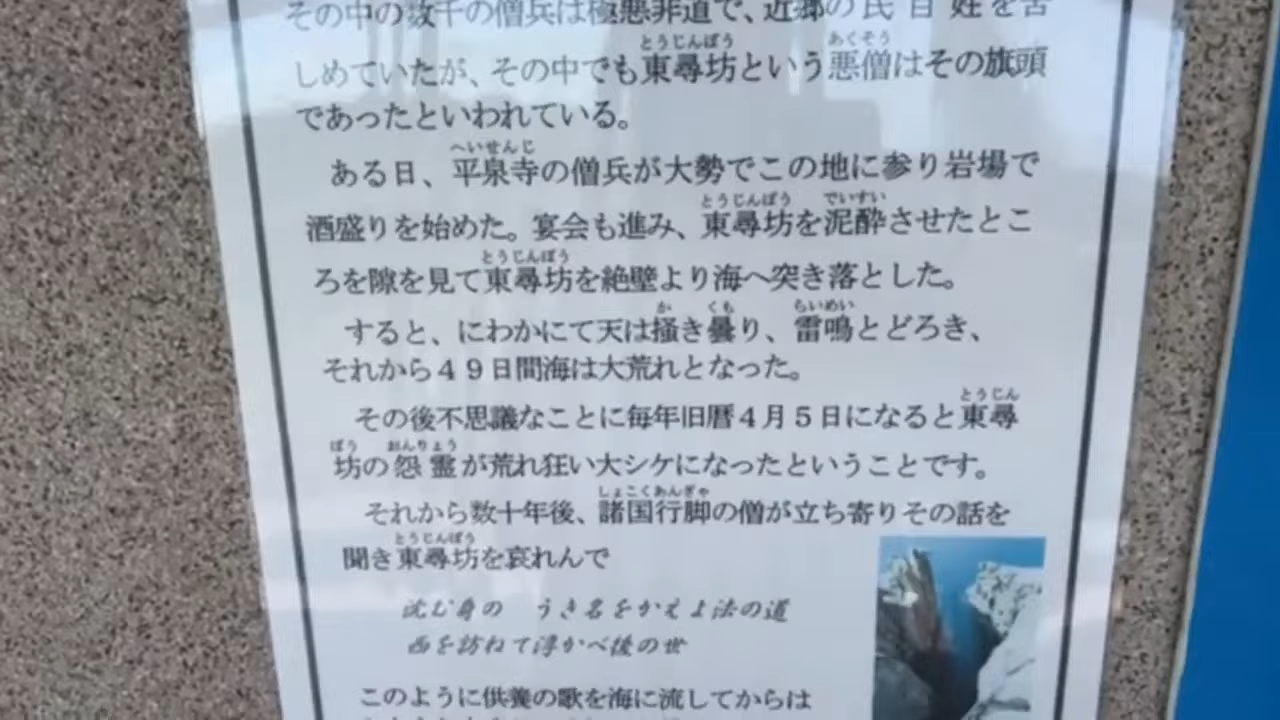 その中の数千の僧兵は極悪非道で、近郷の民百姓を苦
しめていたが、その中でも東尋坊という悪僧はその旗頭
であったといわれている。
ある日、平泉寺の僧兵が大勢でこの地に参り岩場で
酒盛りを始めた。宴会も進み、東尋坊を泥酔させたとこ
ろを隙を見て東尋坊を絶壁より海へ突き落とした。
すると、にわかにて天は掻き曇り、雷鳴とどろき、
それから49日間海は大荒れとなった。
その後不思議なことに毎年旧暦4月5日になると東尋
坊の怨霊が荒れ狂い大シケになったということです。
それから数十年後、諸国行脚の僧が立ち寄りその話を
聞き東尋坊を哀れんで
沈む身の うき名をかえよ法の道
西を訪ねて浮かべ後の世
このように供養の歌を海に流してからは